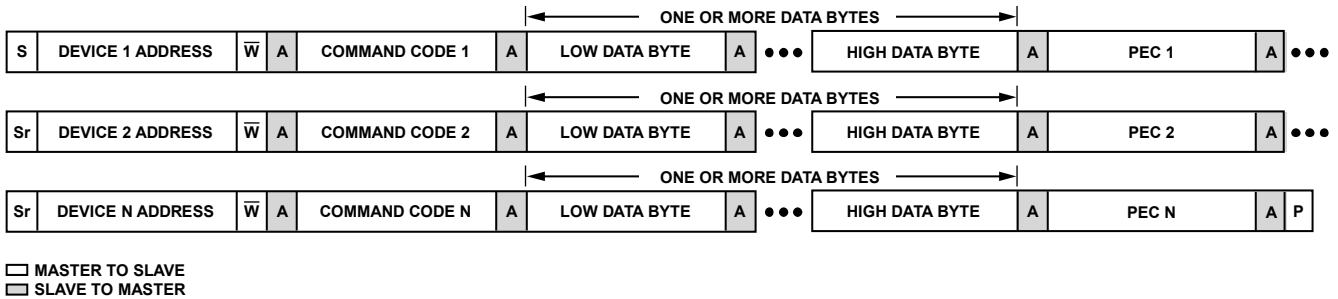 ONE OR MORE DATA BYTES
S DEVICE 1 ADDRESS W̅ A COMMAND CODE 1 A LOW DATA BYTE A ●●● HIGH DATA BYTE A PEC 1 A ●●●
ONE OR MORE DATA BYTES
Sr DEVICE 2 ADDRESS W̅ A COMMAND CODE 2 A LOW DATA BYTE A ●●● HIGH DATA BYTE A PEC 2 A ●●●
ONE OR MORE DATA BYTES
Sr DEVICE N ADDRESS W̅ A COMMAND CODE N A LOW DATA BYTE A ●●● HIGH DATA BYTE A PEC N A P
MASTER TO SLAVE
SLAVE TO MASTER